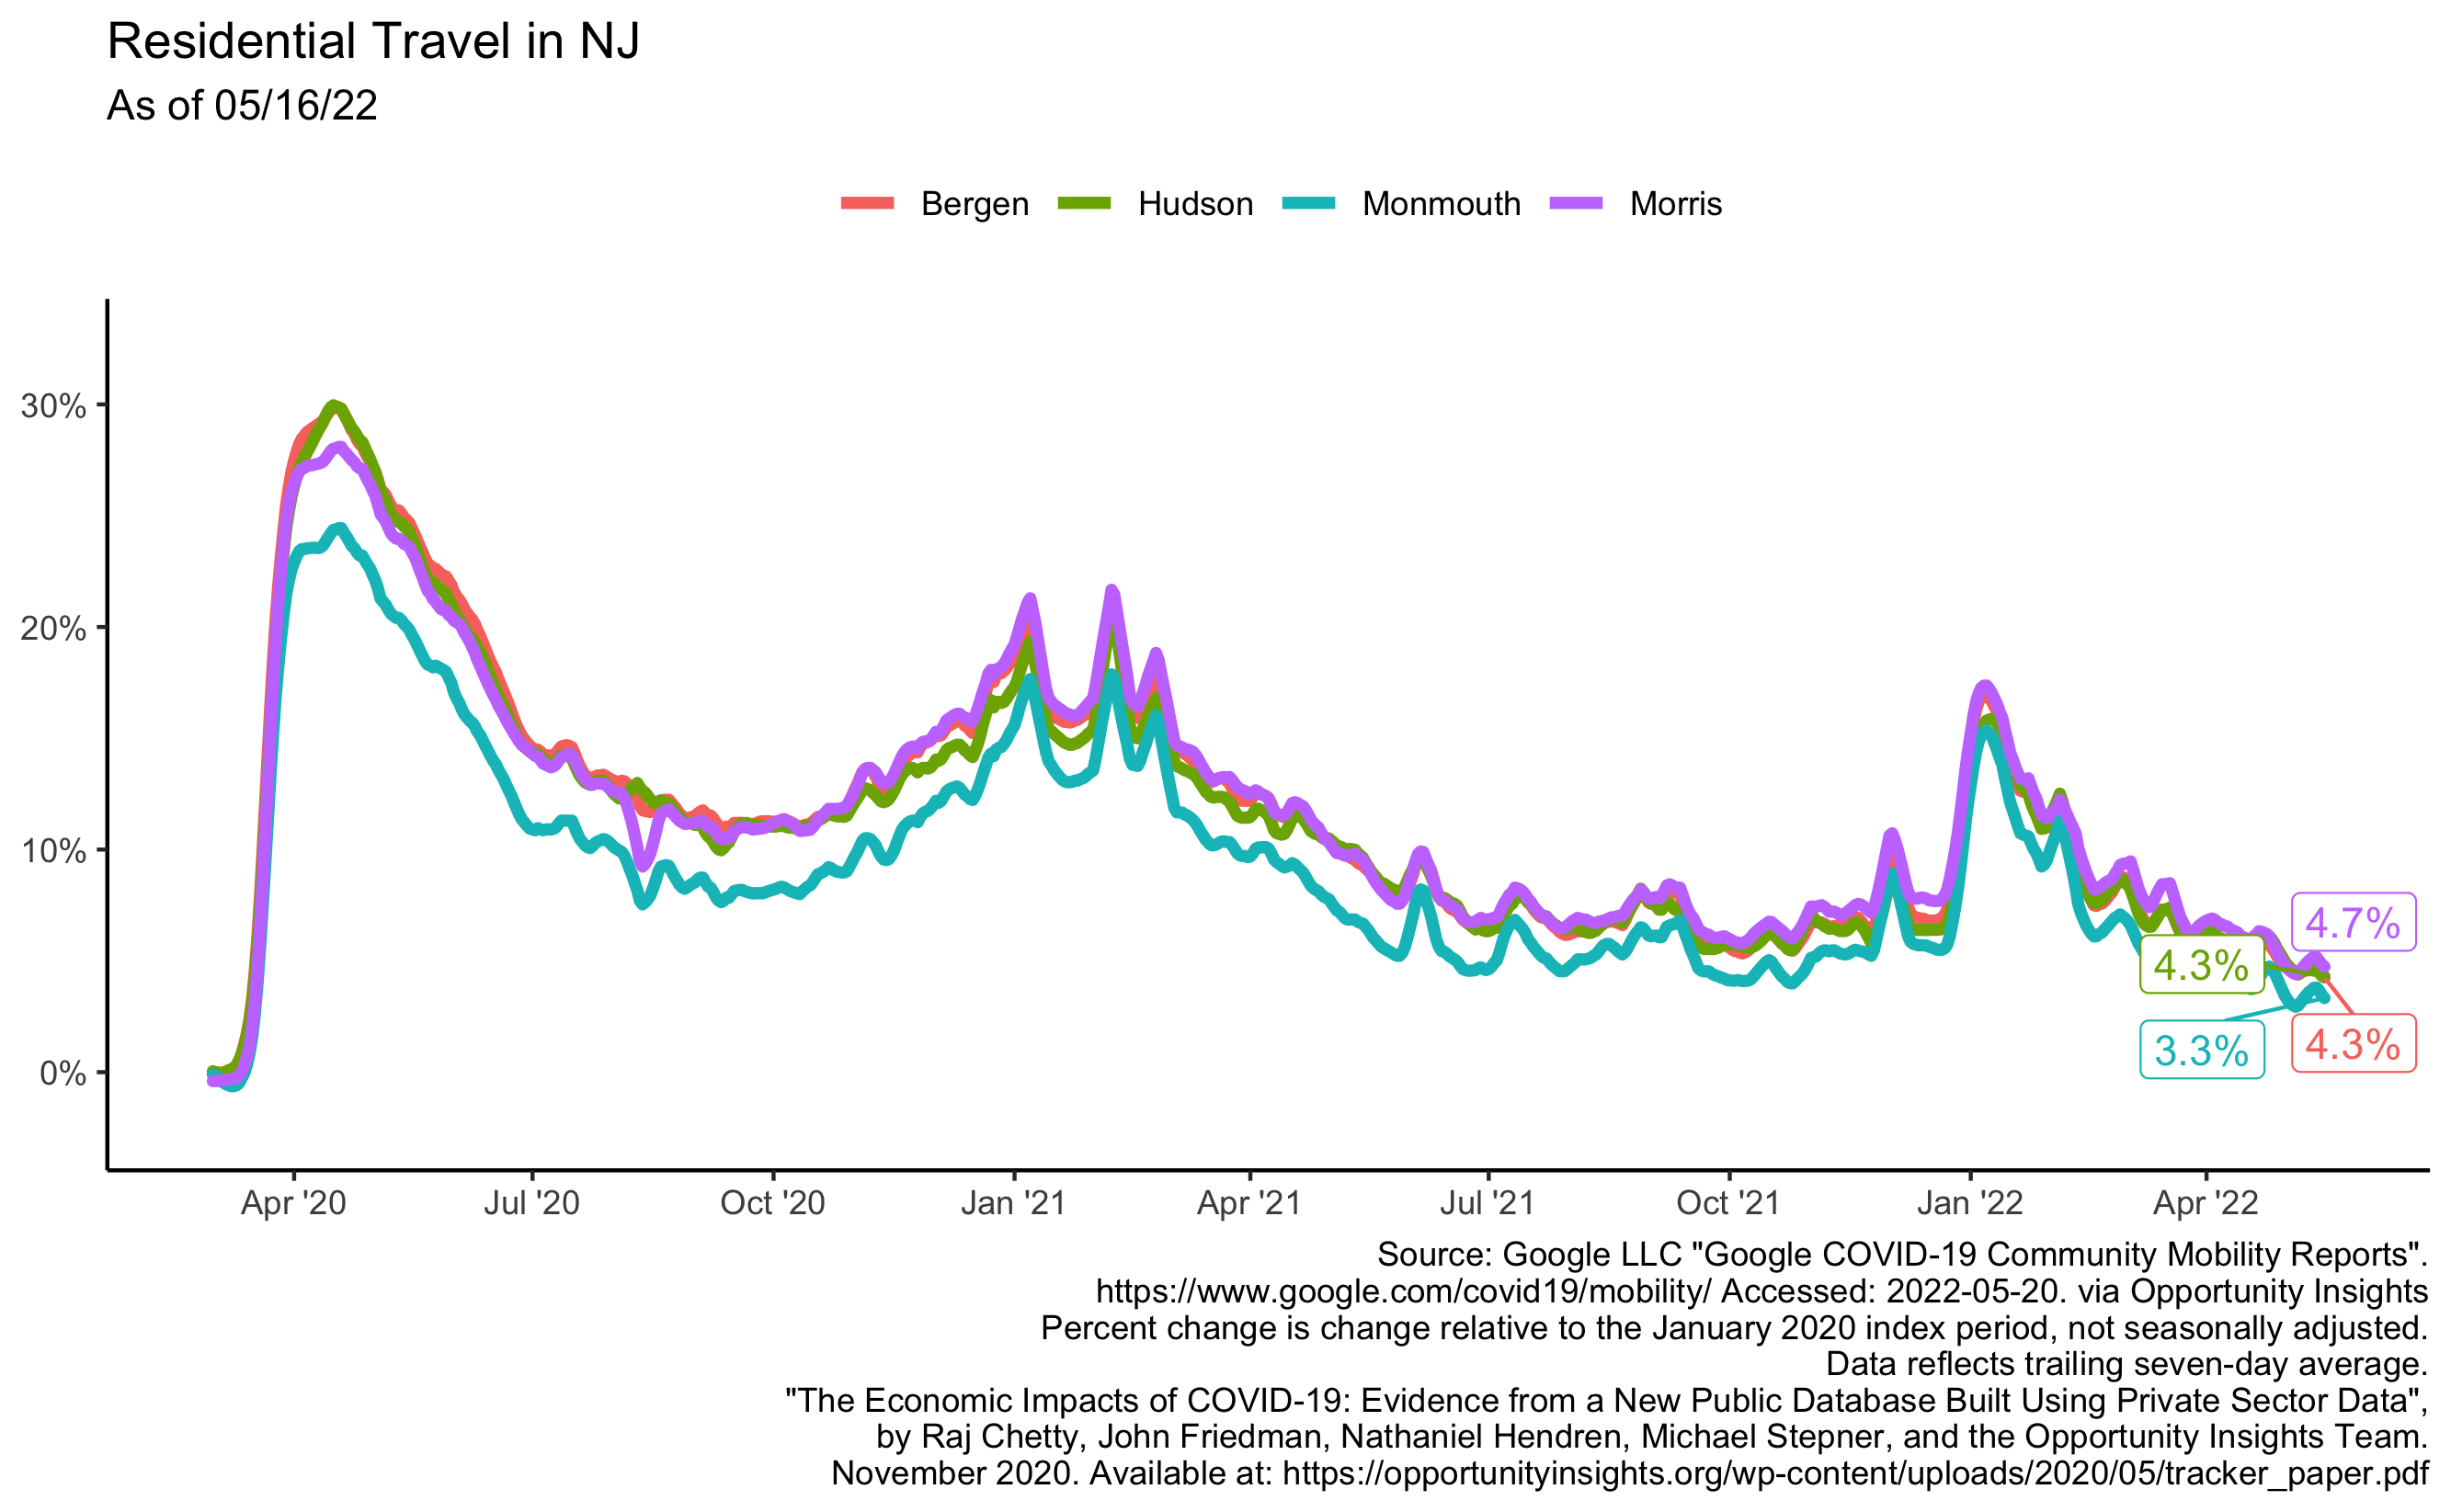 Residential Travel in NJ
As of 05/16/22
Bergen Hudson Monmouth Morris
30%
20%
10%
0%
4.7%
4.3%
3.3%
4.3%
Apr '20 Jul '20 Oct '20 Jan '21 Apr '21 Jul '21 Oct '21 Jan '22 Apr '22
Source: Google LLC "Google COVID-19 Community Mobility Reports".
https://www.google.com/covid19/mobility/ Accessed: 2022-05-20. via Opportunity Insights
Percent change is change relative to the January 2020 index period, not seasonally adjusted.
Data reflects trailing seven-day average.
"The Economic Impacts of COVID-19: Evidence from a New Public Database Built Using Private Sector Data",
by Raj Chetty, John Friedman, Nathaniel Hendren, Michael Stepner, and the Opportunity Insights Team.
November 2020. Available at: https://opportunityinsights.org/wp-content/uploads/2020/05/tracker_paper.pdf